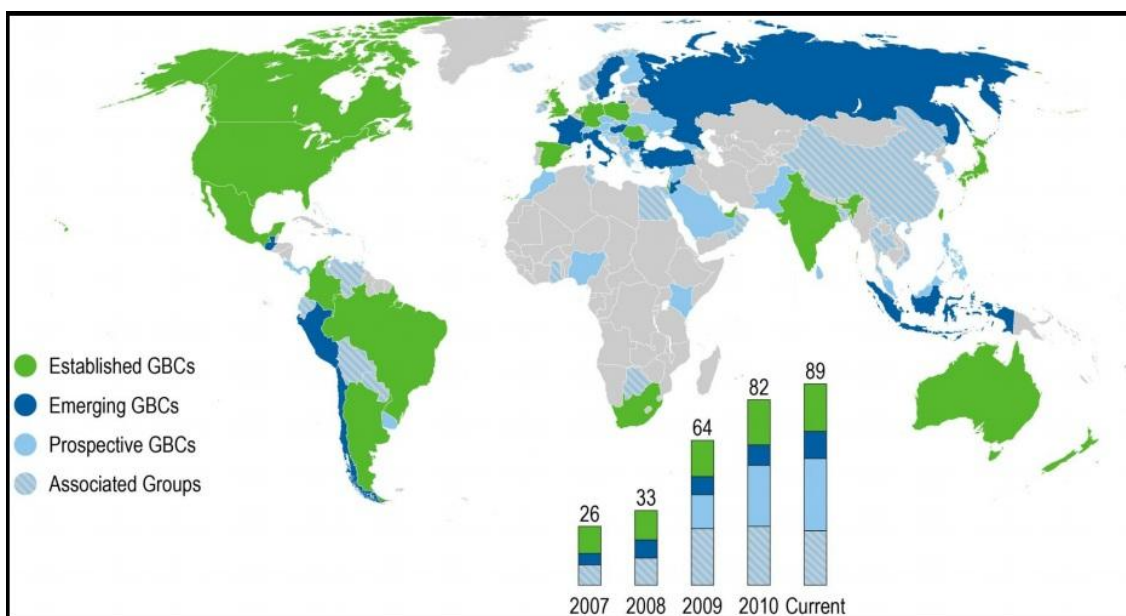 Established GBCs
Emerging GBCs
Prospective GBCs
Associated Groups
26
33
64
82
89
2007 2008 2009 2010 Current